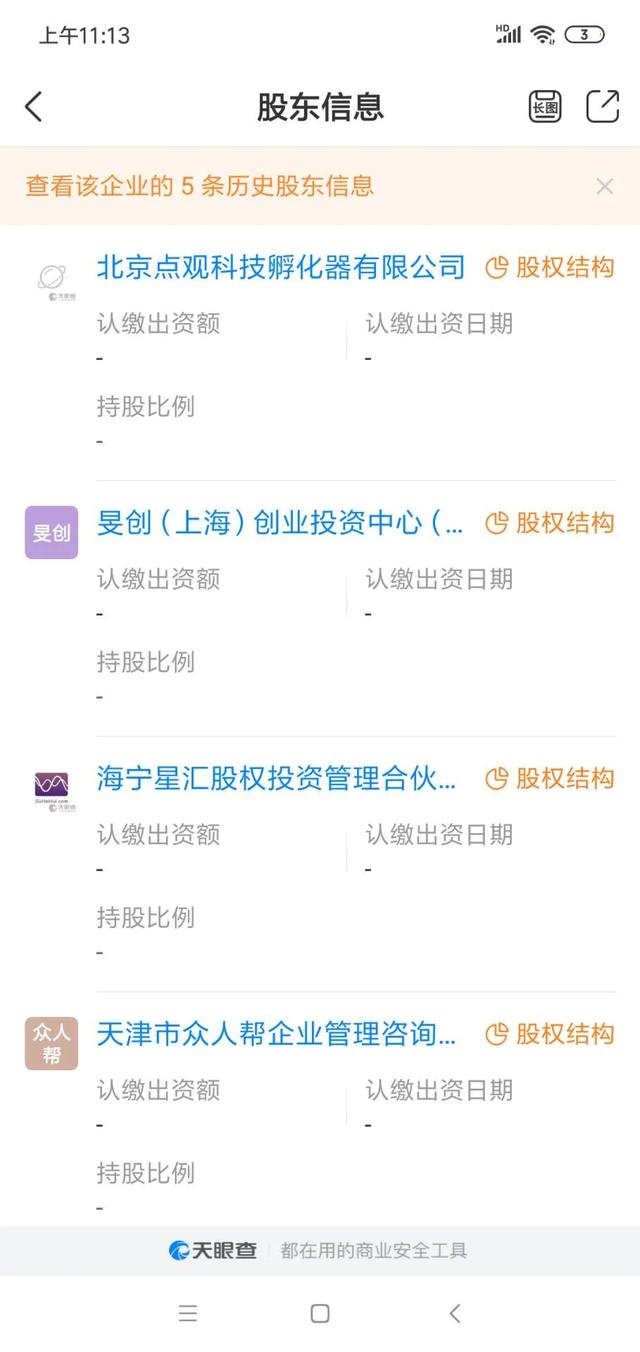 上午11:13
HD
3
股东信息
长图
查看该企业的 5 条历史股东信息
北京点观科技孵化器有限公司 股权结构
天眼查
认缴出资额 认缴出资日期
- -
持股比例
-
旻创
旻创（上海）创业投资中心（... 股权结构
认缴出资额 认缴出资日期
- -
持股比例
-
海宁星汇股权投资管理合伙... 股权结构
天眼查
认缴出资额 认缴出资日期
- -
持股比例
-
众人
帮
天津市众人帮企业管理咨询... 股权结构
认缴出资额 认缴出资日期
- -
持股比例
-
天眼查 都在用的商业安全工具